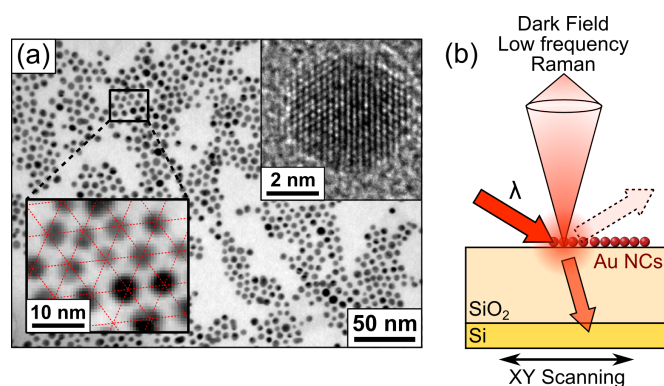 (a)
2 nm
10 nm
50 nm
(b)
Dark Field
Low frequency
Raman
λ
Au NCs
SiO₂
Si
XY Scanning